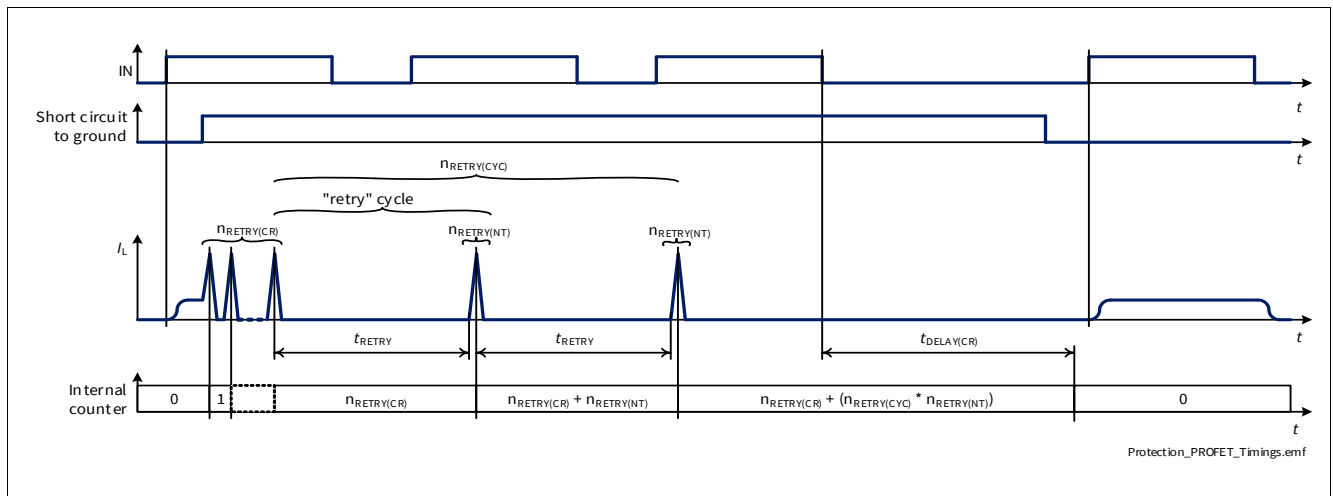 IN
t
Short circuit
to ground
t
nRETRY(CYC)
"retry" cycle
nRETRY(CR)
nRETRY(NT)
nRETRY(NT)
IL
t
tRETRY
tRETRY
tDELAY(CR)
Internal
counter
0
1
nRETRY(CR)
nRETRY(CR) + nRETRY(NT)
nRETRY(CR) + (nRETRY(CYC) * nRETRY(NT))
0
t
Protection_PROFET_Timings.emf